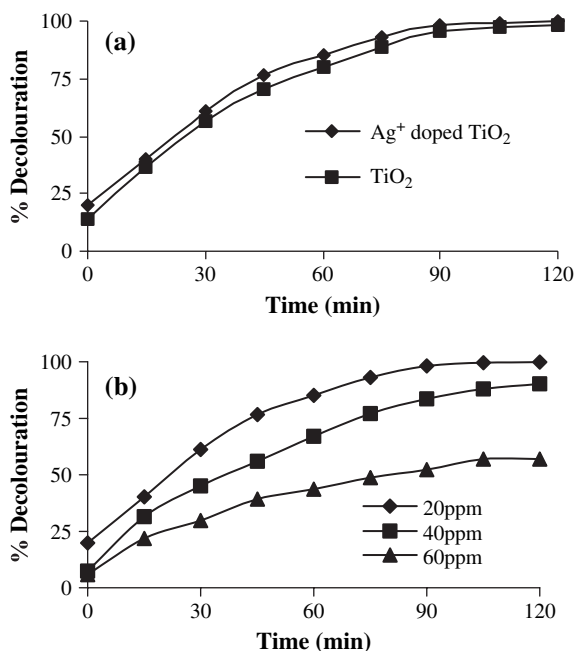 (a)
100
75
50
25
0
% Decolouration
Ag⁺ doped TiO₂
TiO₂
0 30 60 90 120
Time (min)
(b)
100
75
50
25
0
% Decolouration
20ppm
40ppm
60ppm
0 30 60 90 120
Time (min)